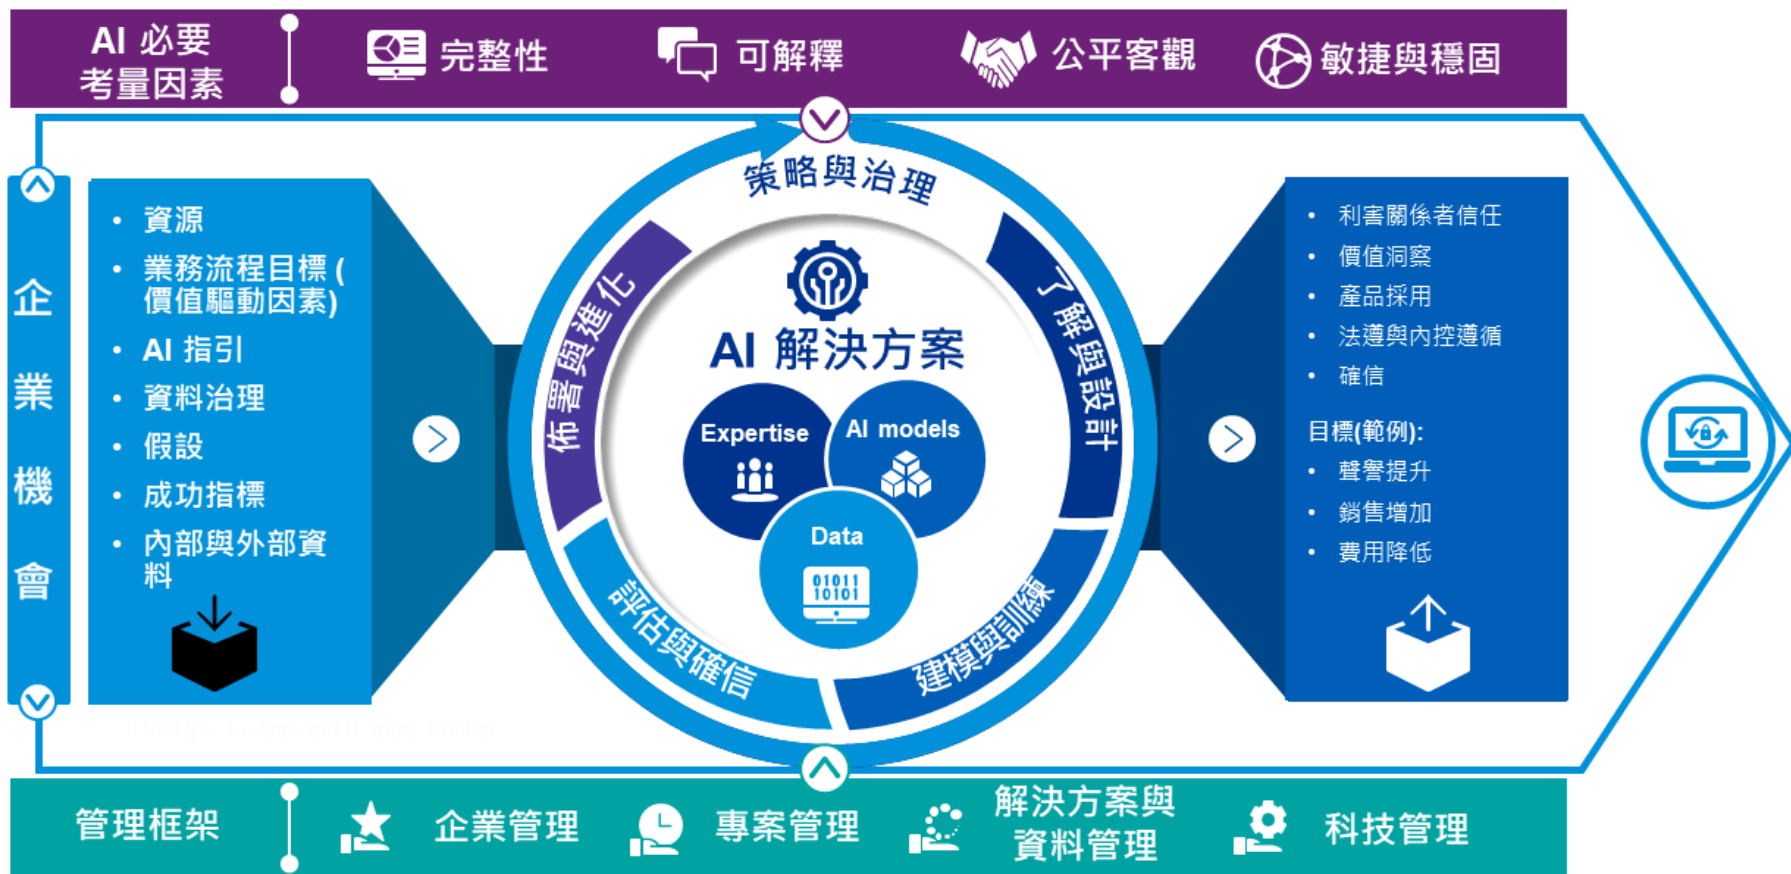 AI 必要
考量因素
完整性
可解釋
公平客觀
敏捷與穩固
企業機會
• 資源
• 業務流程目標 (
價值驅動因素)
• AI 指引
• 資料治理
• 假設
• 成功指標
• 內部與外部資
料
策略與治理
了解與設計
建模與訓練
評估與確信
佈署與進化
AI 解決方案
Expertise
AI models
Data
01011
10101
• 利害關係者信任
• 價值洞察
• 產品採用
• 法遵與內控遵循
• 確信
目標(範例):
• 聲譽提升
• 銷售增加
• 費用降低
管理框架
企業管理
專案管理
解決方案與
資料管理
科技管理